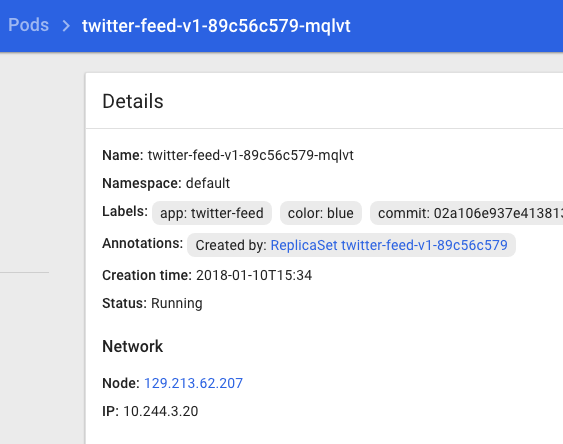 Pods > twitter-feed-v1-89c56c579-mqlvt
Details
Name: twitter-feed-v1-89c56c579-mqlvt
Namespace: default
Labels: app: twitter-feed color: blue commit: 02a106e937e413813
Annotations: Created by: ReplicaSet twitter-feed-v1-89c56c579
Creation time: 2018-01-10T15:34
Status: Running
Network
Node: 129.213.62.207
IP: 10.244.3.20